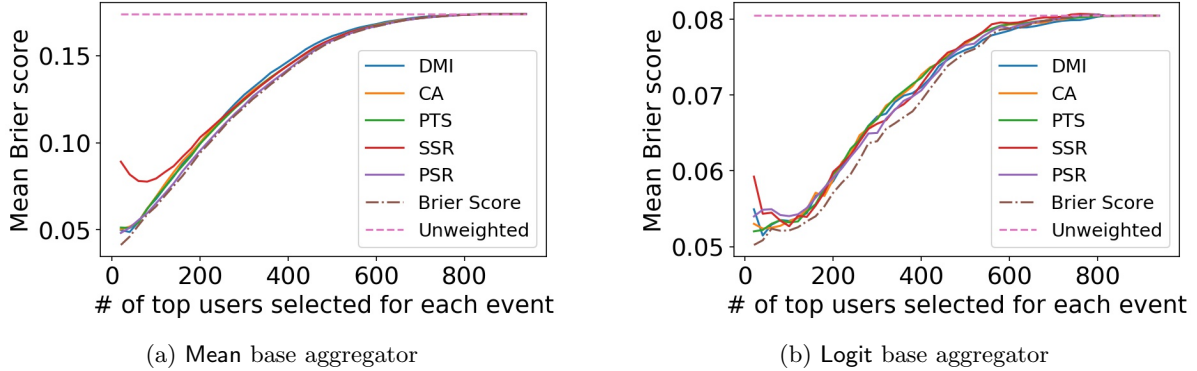 Mean Brier score
0.15
0.10
0.05
DMI
CA
PTS
SSR
PSR
Brier Score
Unweighted
0
200
400
600
800
# of top users selected for each event
(a) Mean base aggregator
Mean Brier score
0.08
0.07
0.06
0.05
DMI
CA
PTS
SSR
PSR
Brier Score
Unweighted
0
200
400
600
800
# of top users selected for each event
(b) Logit base aggregator